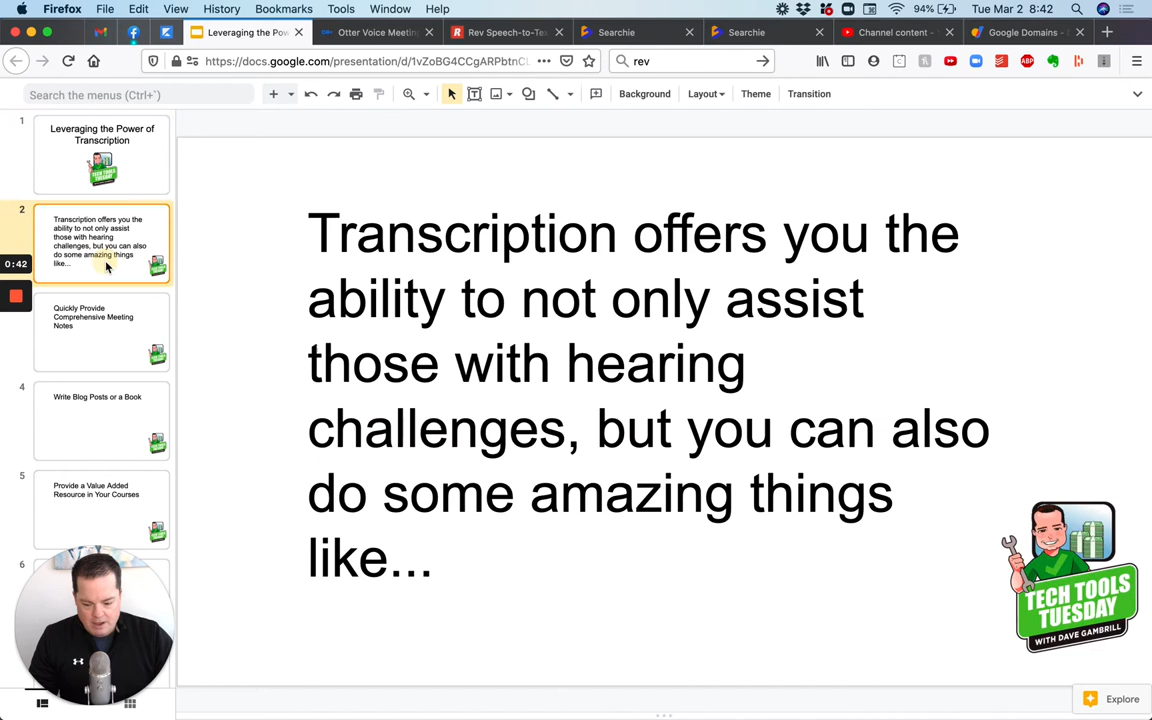 Firefox File Edit View History Bookmarks Tools Window Help 94% Tue Mar 2 8:42
Leveraging the Pow Otter Voice Meeting Rev Speech-to-Tex Searchie Searchie Channel content - Google Domains -
https://docs.google.com/presentation/d/1vZoBG4CCgARPbtnCL rev
Search the menus (Ctrl+`) Background Layout Theme Transition
1
Leveraging the Power of
Transcription
TECH TOOLS
TUESDAY
2
Transcription offers you the
ability to not only assist
those with hearing
challenges, but you can also
do some amazing things
like...
0:42
Quickly Provide
Comprehensive Meeting
Notes
4
Write Blog Posts or a Book
5
Provide a Value Added
Resource in Your Courses
6
Transcription offers you the
ability to not only assist
those with hearing
challenges, but you can also
do some amazing things
like...
TECH TOOLS
TUESDAY
WITH DAVE GAMBRILL
Explore